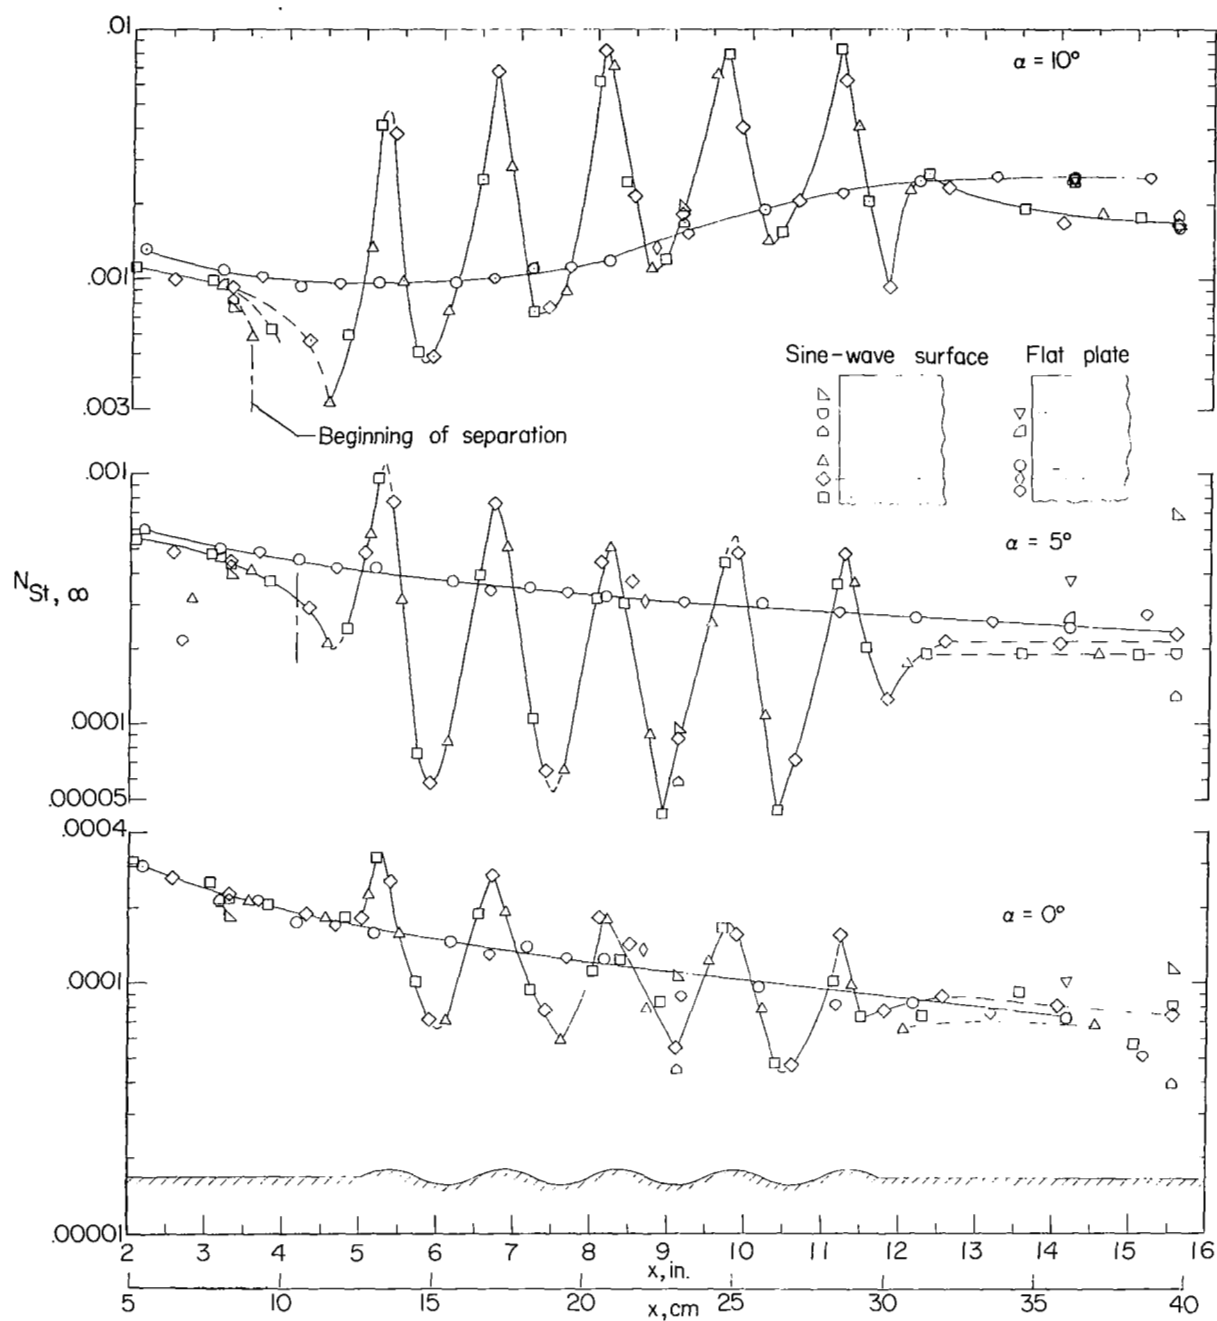 .01
α = 10°
.001
Sine-wave surface Flat plate
.003
Beginning of separation
.001
α = 5°
N_St, ∞
.0001
.00005
.0004
α = 0°
.0001
.00001
2 3 4 5 6 7 8 9 10 11 12 13 14 15 16
x, in.
5 10 15 20 25 30 35 40
x, cm